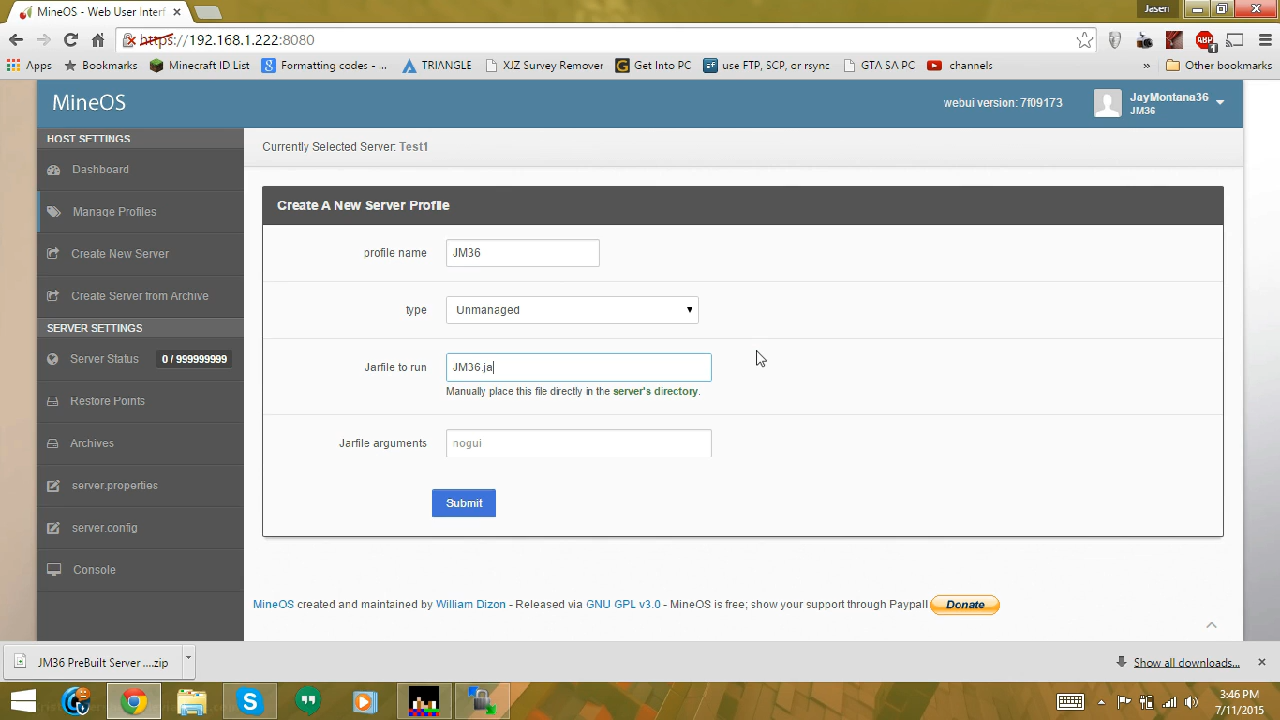 MineOS - Web User Interf
Jasen
https://192.168.1.222:8080
Apps
Bookmarks
Minecraft ID List
Formatting codes - ...
TRIANGLE
XJZ Survey Remover
Get Into PC
use FTP, SCP, or rsync
GTA SA PC
channels
»
Other bookmarks
MineOS
webui version: 7f09173
JayMontana36
JM36
HOST SETTINGS
Dashboard
Manage Profiles
Create New Server
Create Server from Archive
SERVER SETTINGS
Server Status 0 / 999999999
Restore Points
Archives
server.properties
server.config
Console
Currently Selected Server: Test1
Create A New Server Profile
profile name JM36
type Unmanaged
Jarfile to run JM36.ja
Manually place this file directly in the server's directory.
Jarfile arguments nogui
Submit
MineOS created and maintained by William Dizon - Released via GNU GPL v3.0 - MineOS is free; show your support through Paypal! Donate
JM36 PreBuilt Server ....zip
Show all downloads...
3:46 PM
7/11/2015